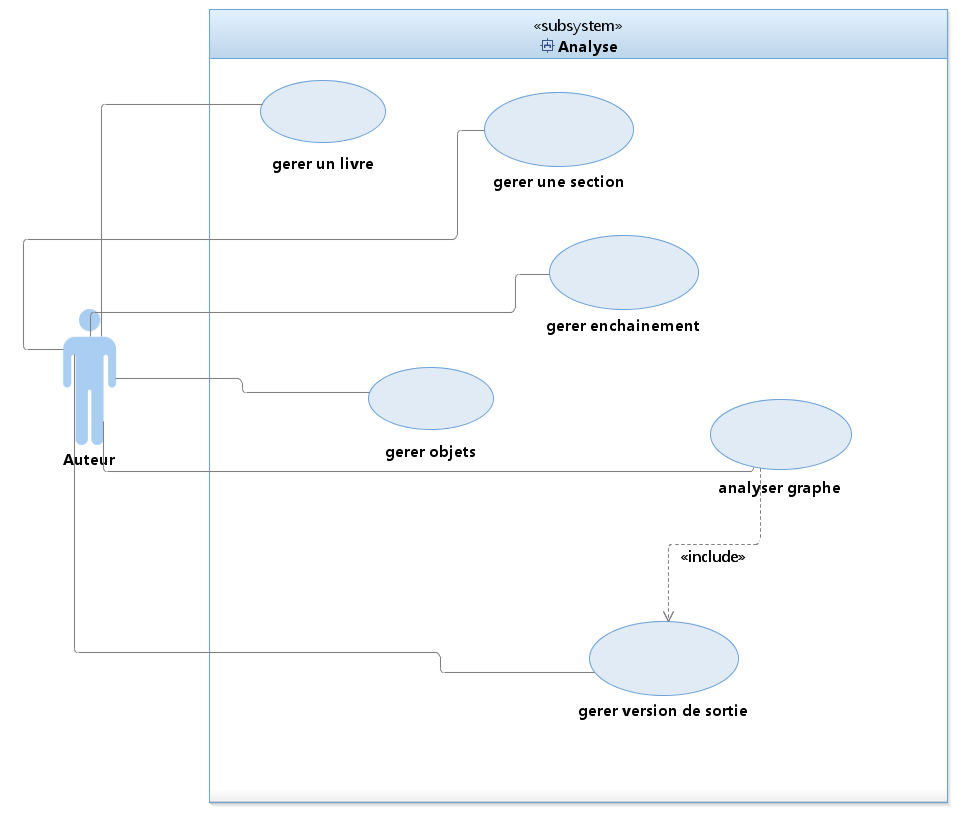 «subsystem»
Analyse
gerer un livre
gerer une section
gerer enchainement
gerer objets
Auteur
analyser graphe
«include»
gerer version de sortie